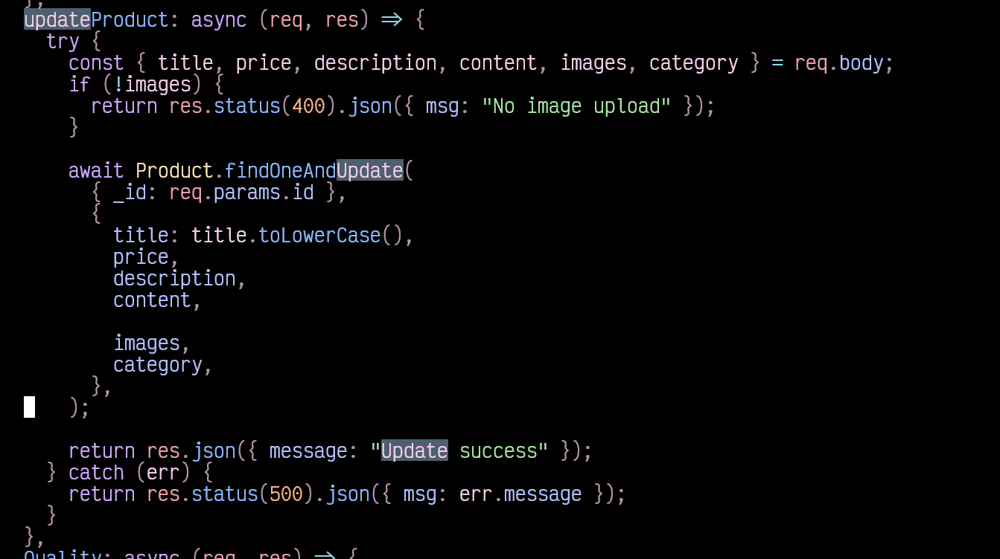 },
updateProduct: async (req, res) => {
  try {
    const { title, price, description, content, images, category } = req.body;
    if (!images) {
      return res.status(400).json({ msg: "No image upload" });
    }
    await Product.findOneAndUpdate(
      { _id: req.params.id },
      {
        title: title.toLowerCase(),
        price,
        description,
        content,
        images,
        category,
      },
    );
    return res.json({ message: "Update success" });
  } catch (err) {
    return res.status(500).json({ msg: err.message });
  }
},
Quality: async (req, res) => {